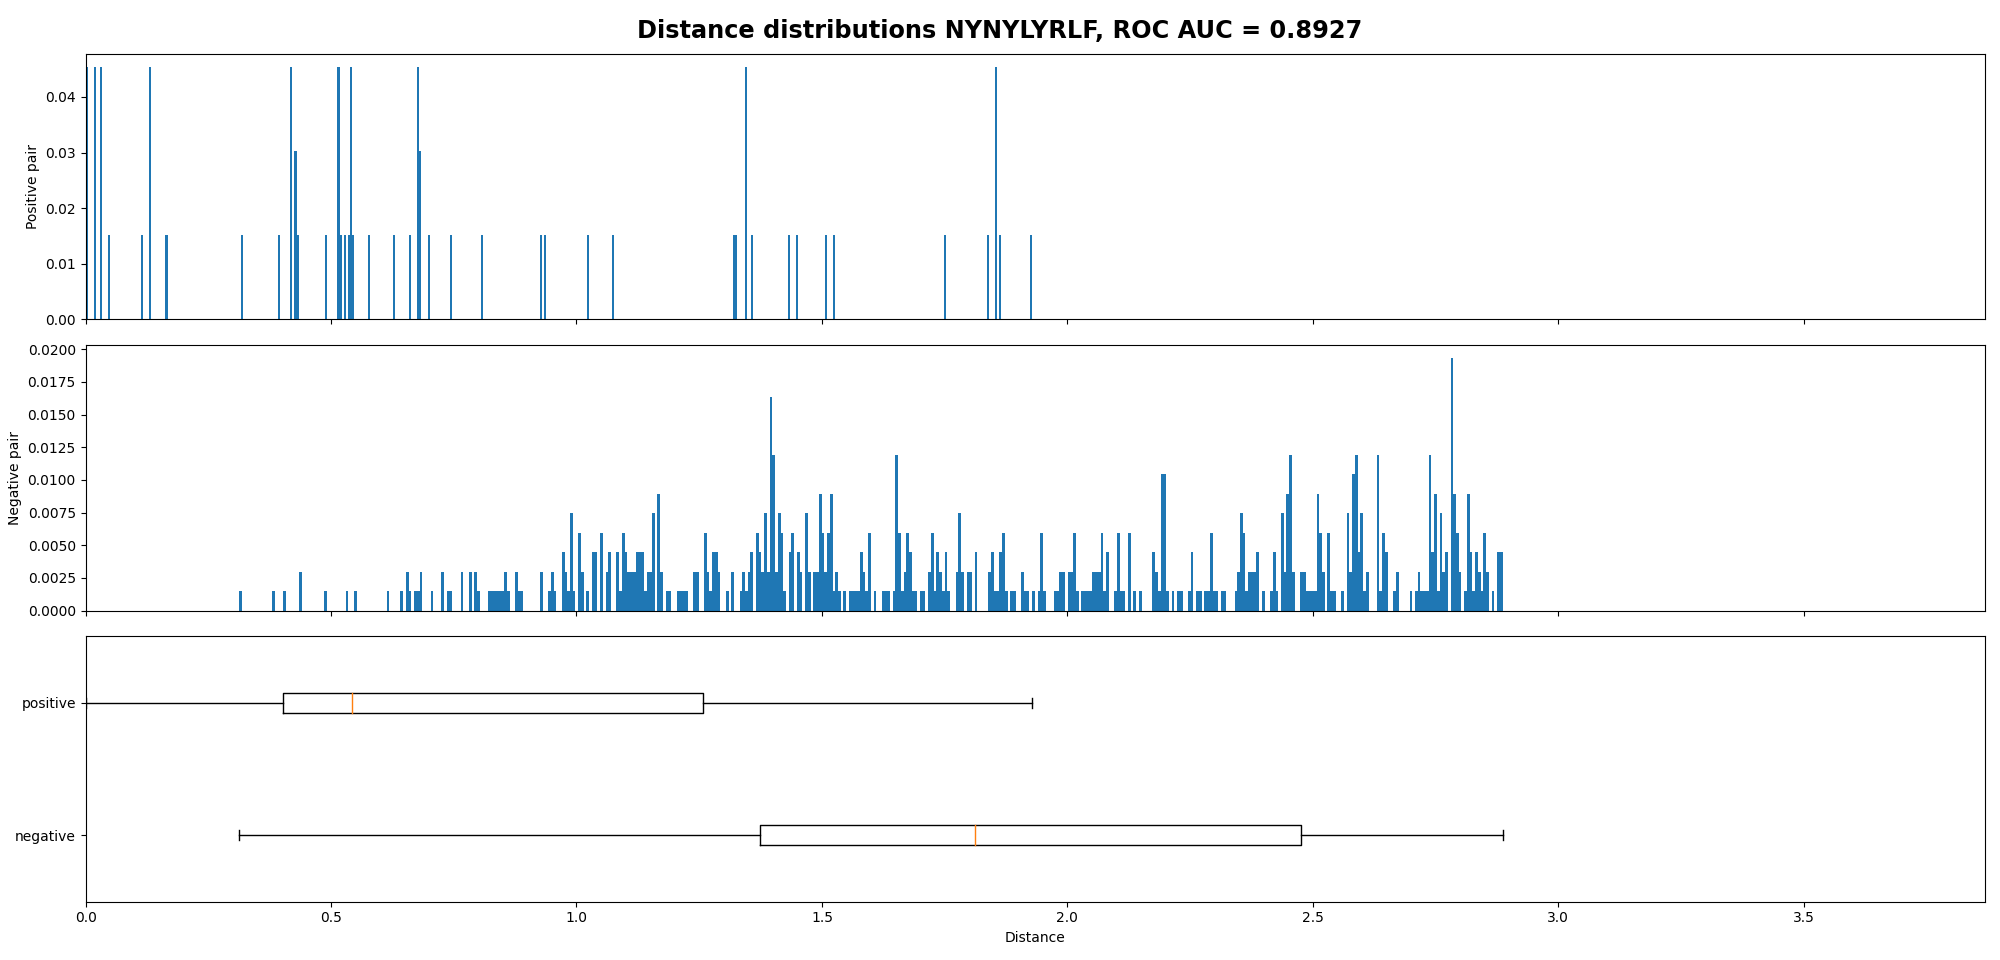 Distance distributions NYNYLYRLF, ROC AUC = 0.8927
0.04
0.03
0.02
0.01
0.00
Positive pair
0.0200
0.0175
0.0150
0.0125
0.0100
0.0075
0.0050
0.0025
0.0000
Negative pair
positive
negative
0.0 0.5 1.0 1.5 2.0 2.5 3.0 3.5
Distance